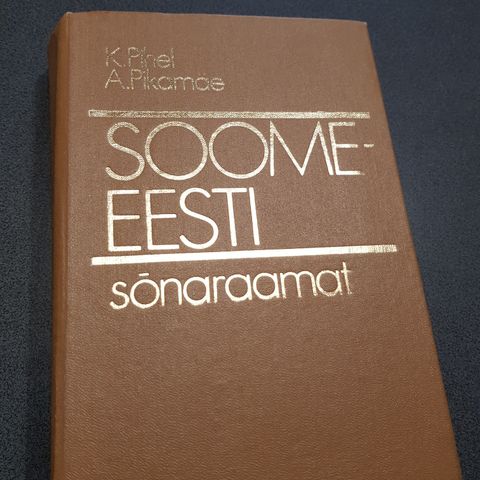 K.Pihel
A.Pikamäe
SOOME-
EESTI
sõnaraamat